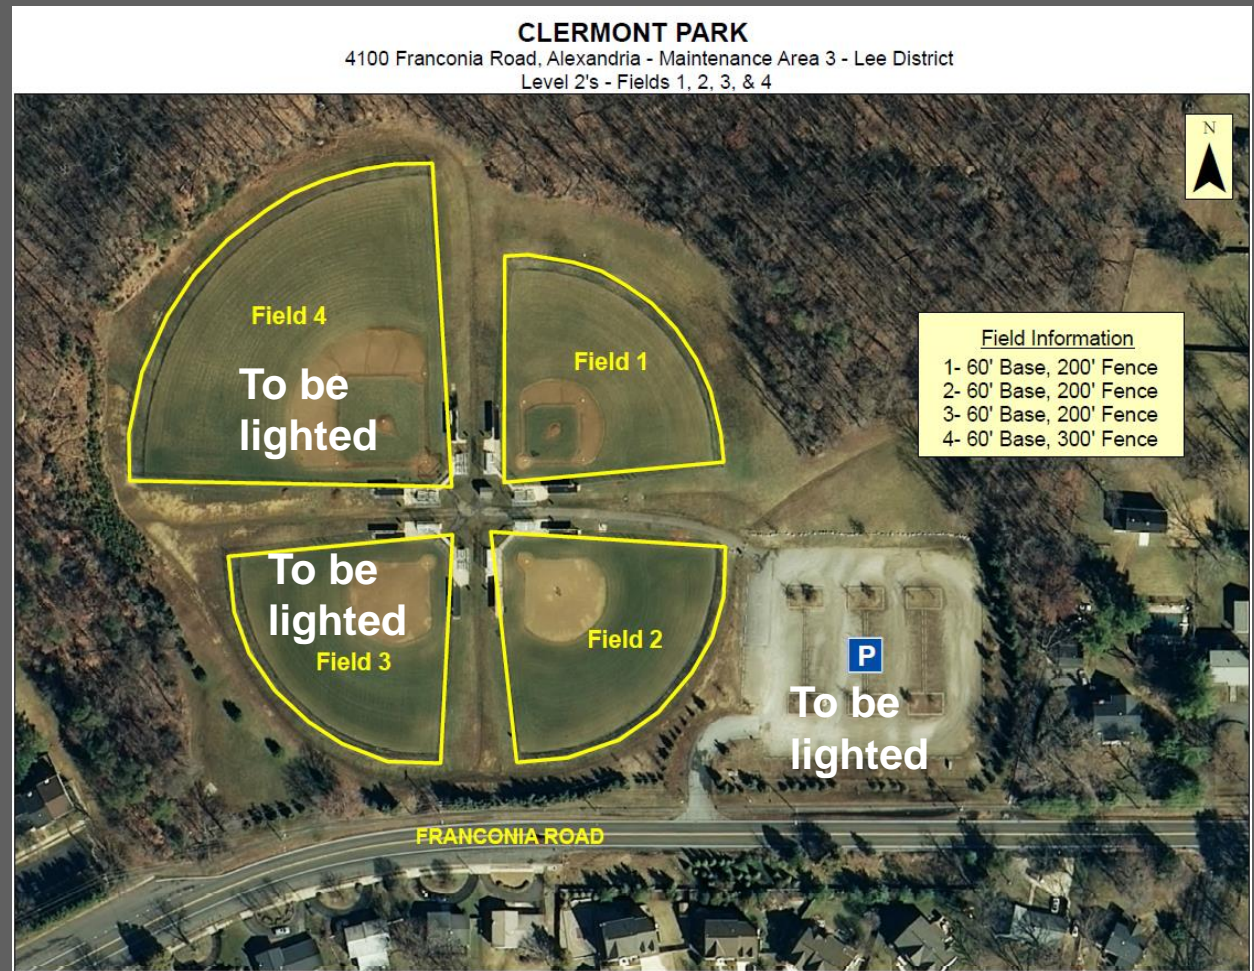 CLERMONT PARK
4100 Franconia Road, Alexandria - Maintenance Area 3 - Lee District
Level 2's - Fields 1, 2, 3, & 4
N
Field 4
To be
lighted
Field 1
Field Information
1- 60' Base, 200' Fence
2- 60' Base, 200' Fence
3- 60' Base, 200' Fence
4- 60' Base, 300' Fence
To be
lighted
Field 3
Field 2
P
To be
lighted
FRANCONIA ROAD